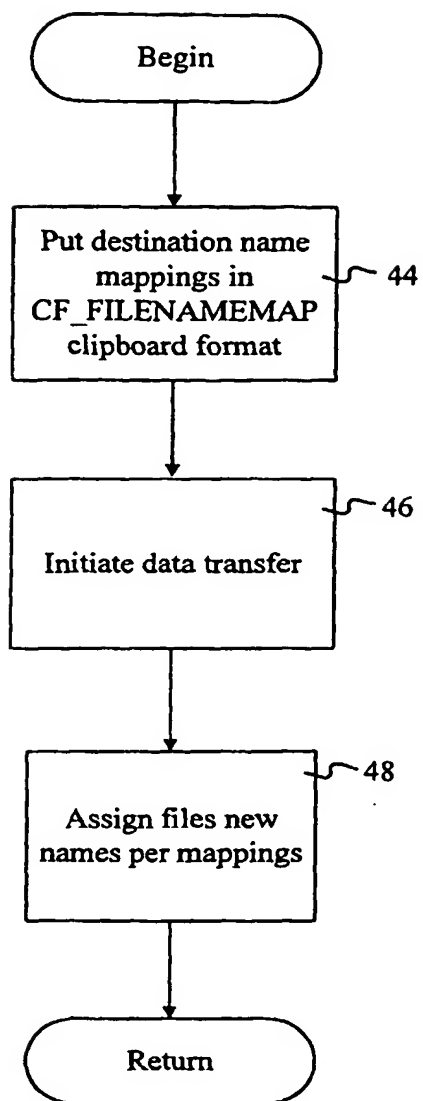 Begin
Put destination name
mappings in
CF_FILENAMEMAP
clipboard format
44
Initiate data transfer
46
Assign files new
names per mappings
48
Return